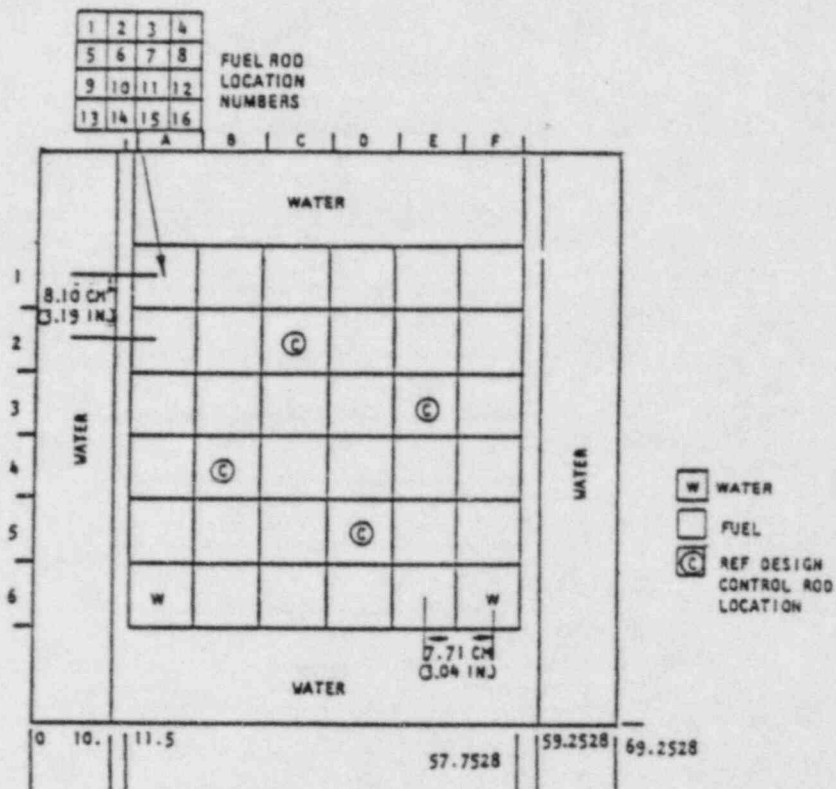 1 2 3 4
5 6 7 8
9 10 11 12
13 14 15 16
FUEL ROD
LOCATION
NUMBERS
A B C D E F
WATER
1
8.10 CM
(3.19 IN.)
2
C
3
C
WATER
4
C
WATER
5
C
6
W
W
7.71 CM
(3.04 IN.)
WATER
W WATER
FUEL
C REF DESIGN
CONTROL ROD
LOCATION
0 10. 11.5 57.7528 59.2528 69.2528